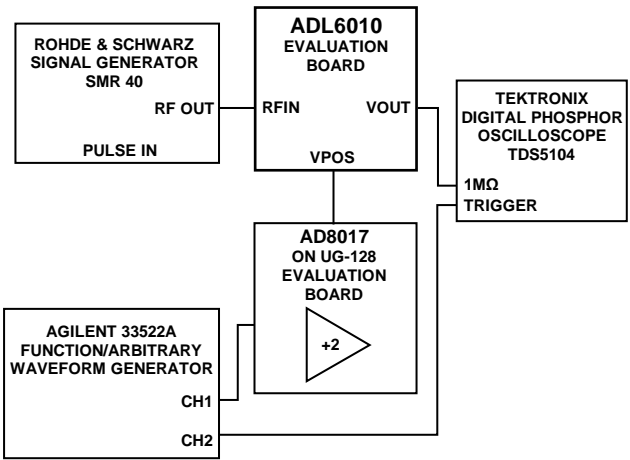 ROHDE & SCHWARZ
SIGNAL GENERATOR
SMR 40
RF OUT
PULSE IN
ADL6010
EVALUATION
BOARD
RFIN
VOUT
VPOS
TEKTRONIX
DIGITAL PHOSPHOR
OSCILLOSCOPE
TDS5104
1MΩ
TRIGGER
AD8017
ON UG-128
EVALUATION
BOARD
+2
AGILENT 33522A
FUNCTION/ARBITRARY
WAVEFORM GENERATOR
CH1
CH2